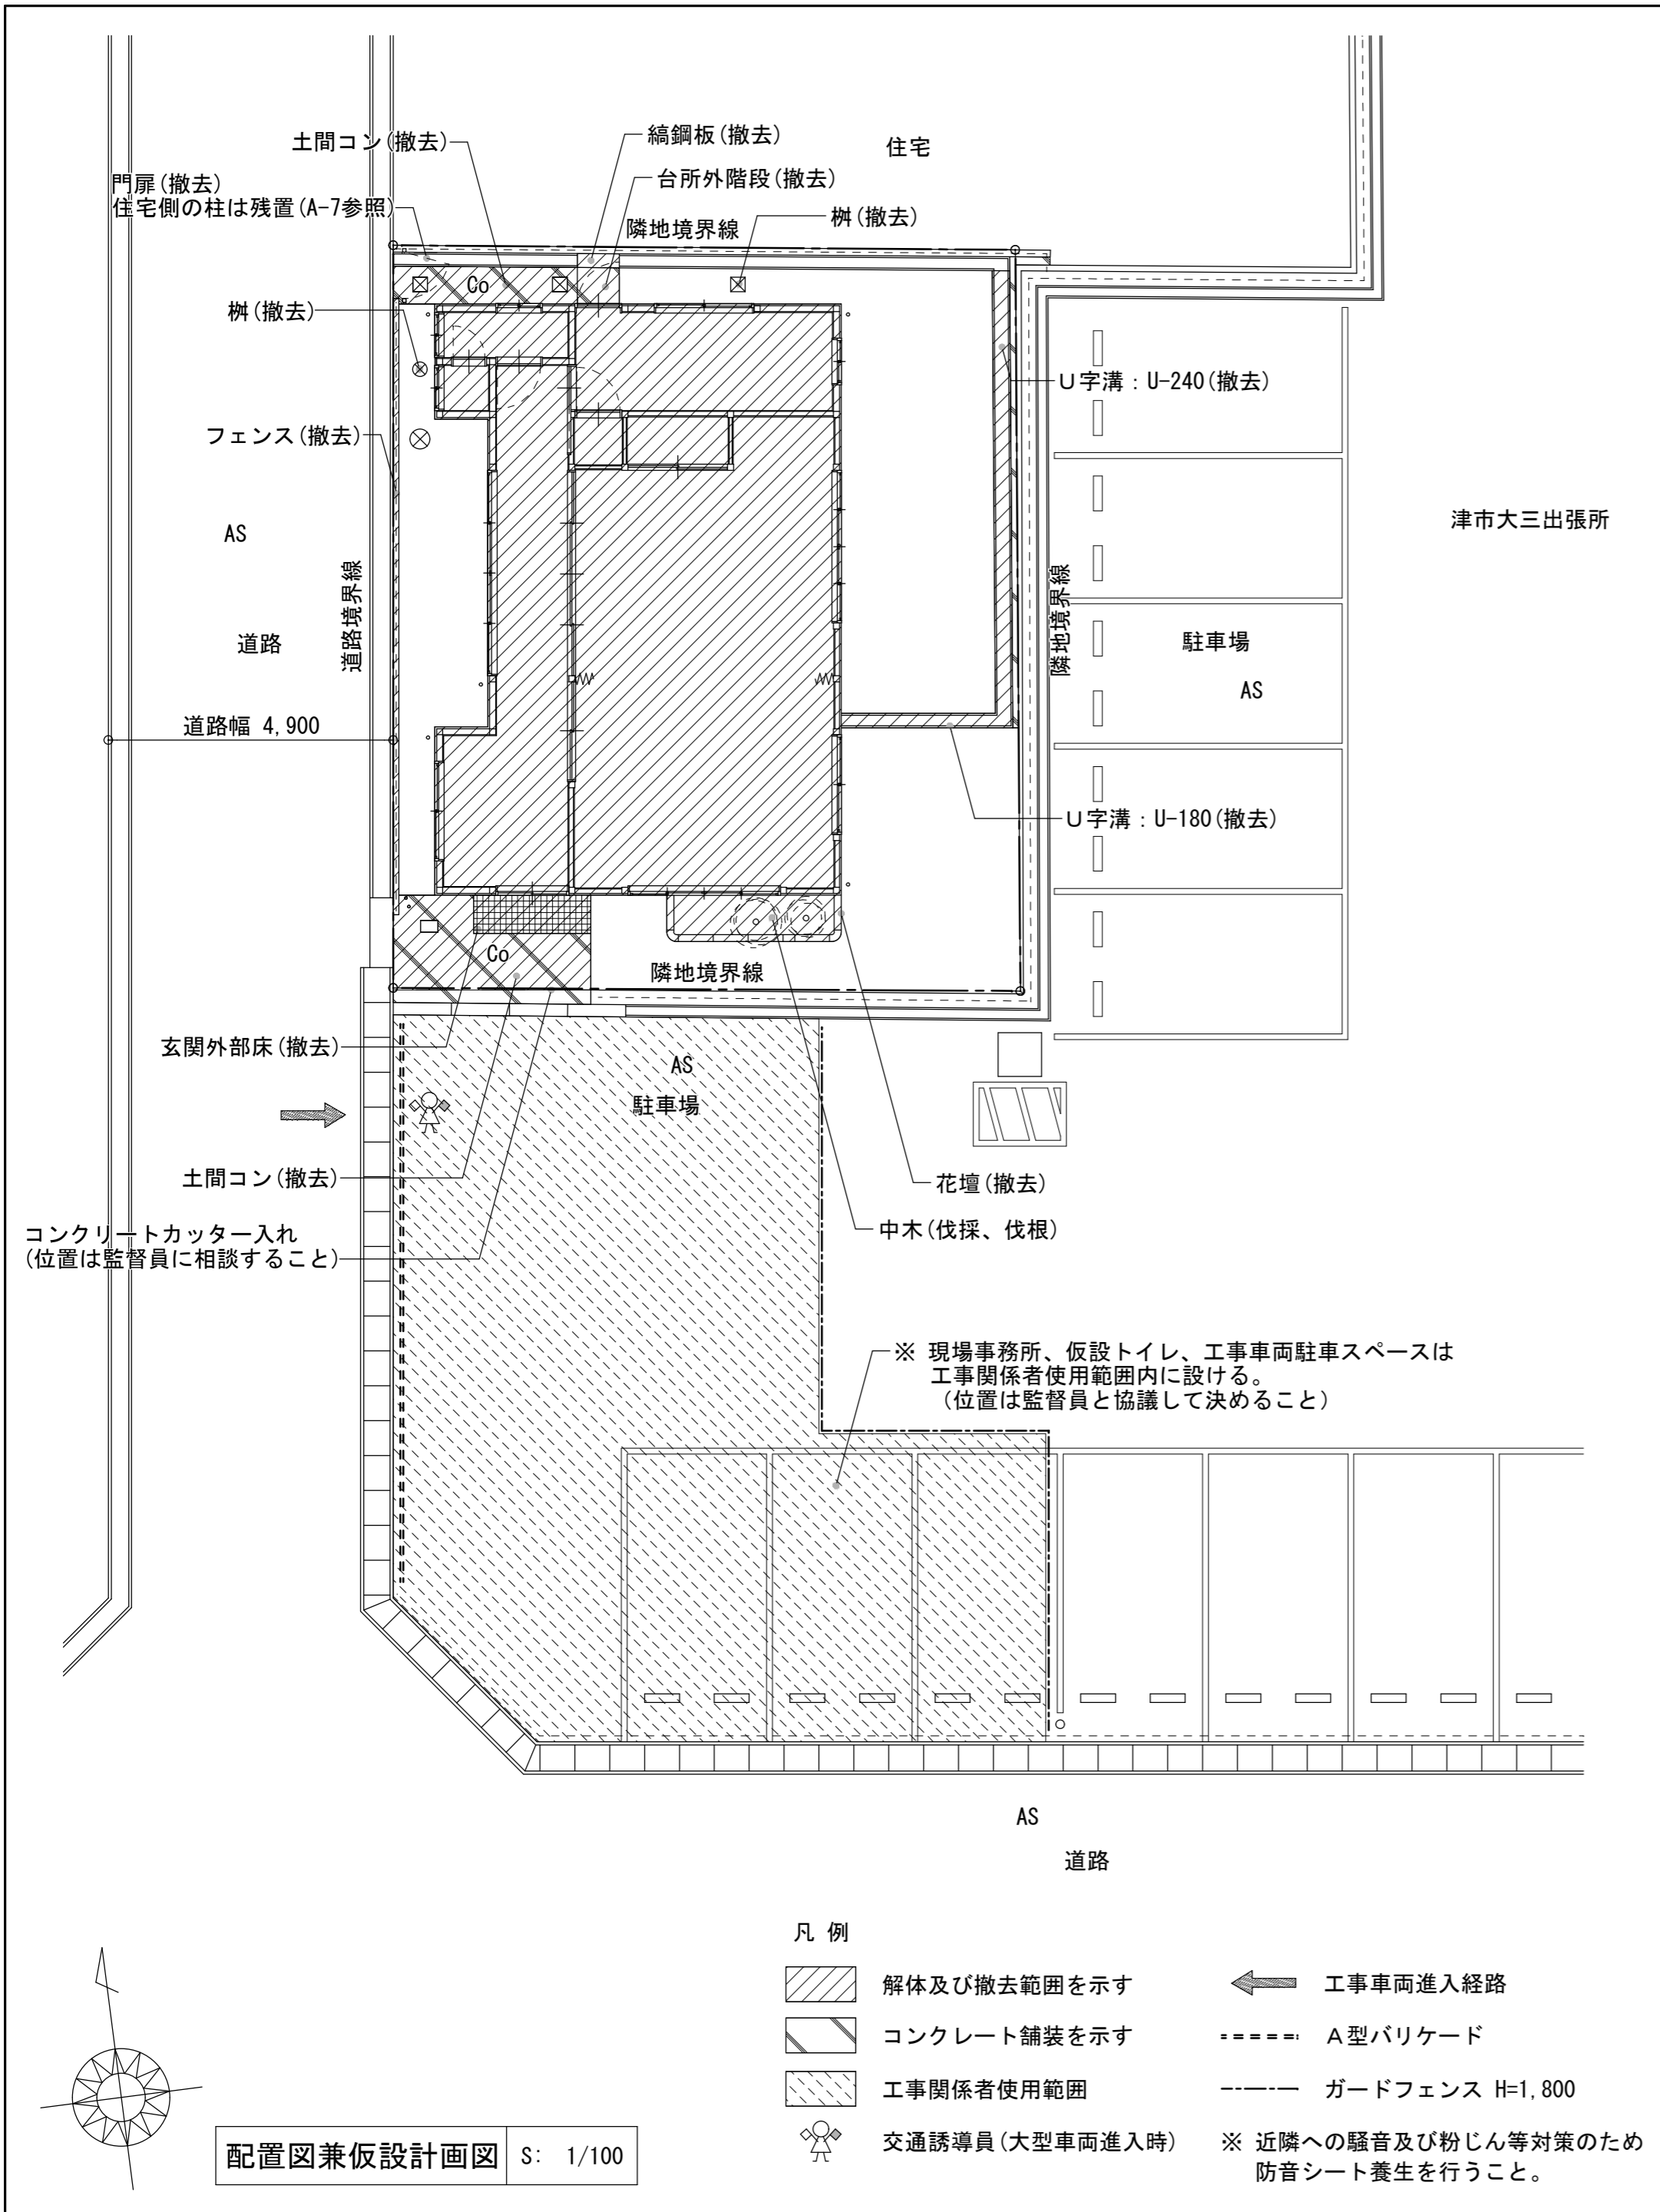 土間コン(撤去)
縞鋼板(撤去)
住宅
門扉(撤去)
住宅側の柱は残置(A-7参照)
台所外階段(撤去)
桝(撤去)
隣地境界線
Co
桝(撤去)
U字溝：U-240(撤去)
フェンス(撤去)
AS
道路
道路境界線
津市大三出張所
隣地境界線
駐車場
AS
道路幅 4,900
U字溝：U-180(撤去)
Co
隣地境界線
玄関外部床(撤去)
AS
駐車場
土間コン(撤去)
花壇(撤去)
中木(伐採、伐根)
コンクリートカッター入れ
(位置は監督員に相談すること)
※ 現場事務所、仮設トイレ、工事車両駐車スペースは
工事関係者使用範囲内に設ける。
(位置は監督員と協議して決めること)
AS
道路
凡 例
解体及び撤去範囲を示す
工事車両進入経路
コンクレート舗装を示す
A型バリケード
工事関係者使用範囲
ガードフェンス H=1,800
交通誘導員(大型車両進入時)
※ 近隣への騒音及び粉じん等対策のため
防音シート養生を行うこと。
配置図兼仮設計画図 S: 1/100